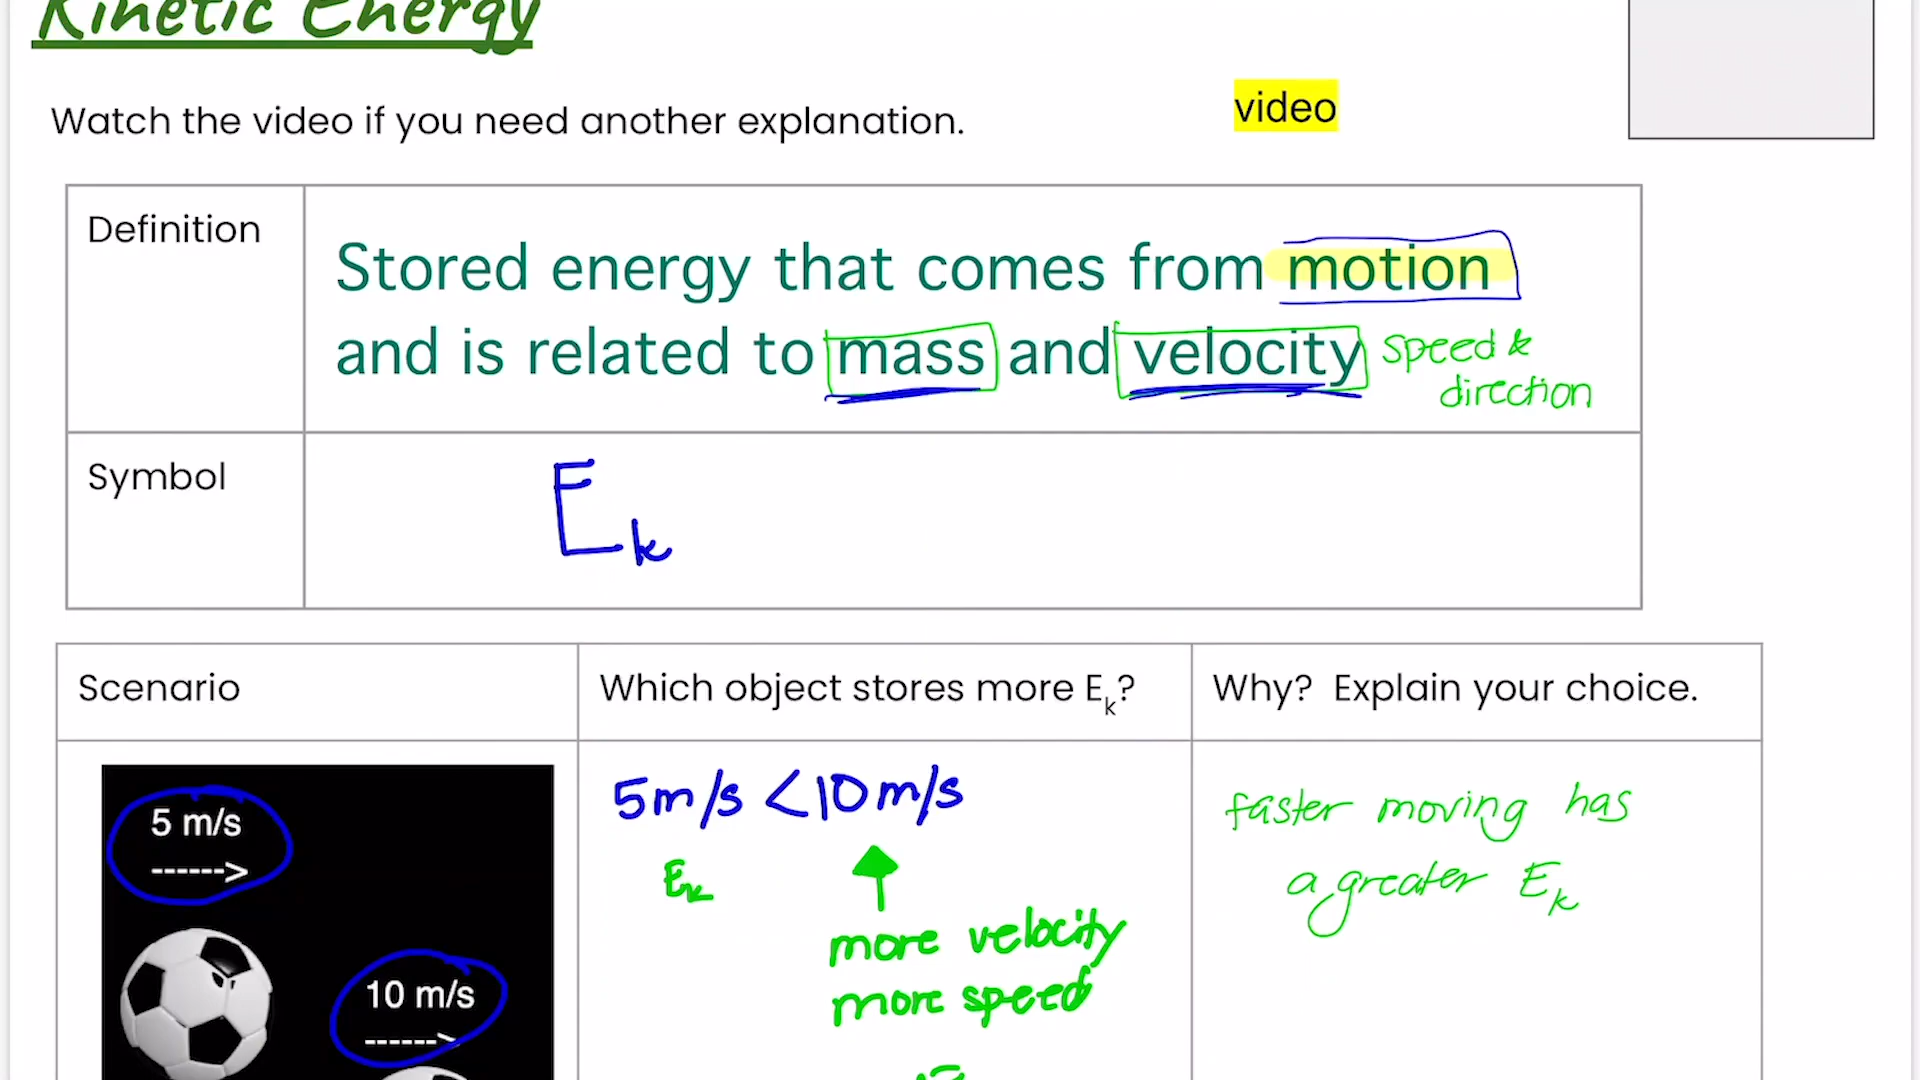 Kinetic Energy
Watch the video if you need another explanation.
video
Definition
Stored energy that comes from motion
and is related to mass and velocity
speed &
direction
Symbol
Ek
Scenario
Which object stores more Ek?
Why? Explain your choice.
5 m/s
------>
10 m/s
------>
5m/s < 10 m/s
Ek
more velocity
more speed
faster moving has
a greater Ek